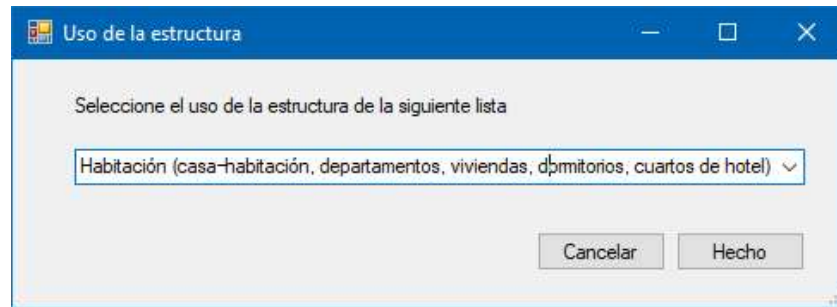 Uso de la estructura
Seleccione el uso de la estructura de la siguiente lista
Habitación (casa-habitación, departamentos, viviendas, dormitorios, cuartos de hotel)
Cancelar Hecho